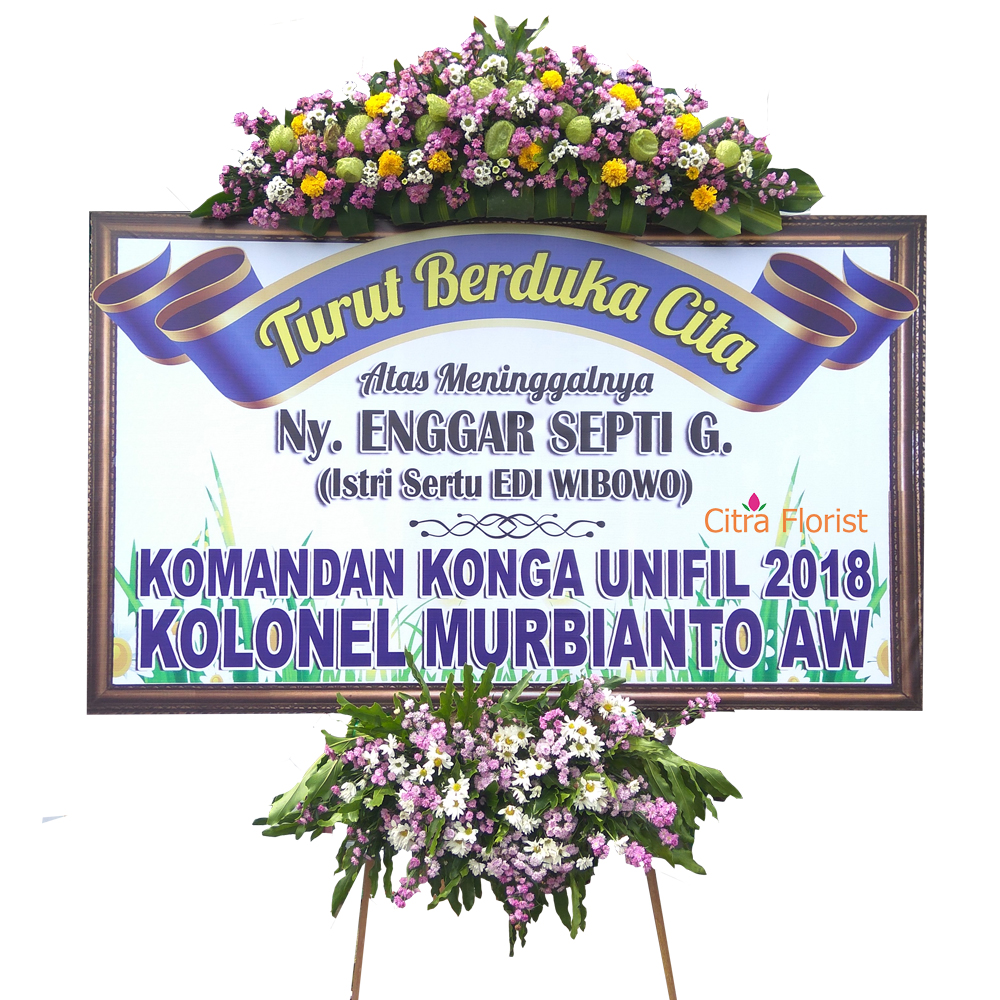 Turut Berduka Cita
Atas Meninggalnya
Ny. ENGGAR SEPTI G.
(Istri Sertu EDI WIBOWO)
Citra Florist
KOMANDAN KONGA UNIFIL 2018
KOLONEL MURBIANTO AW